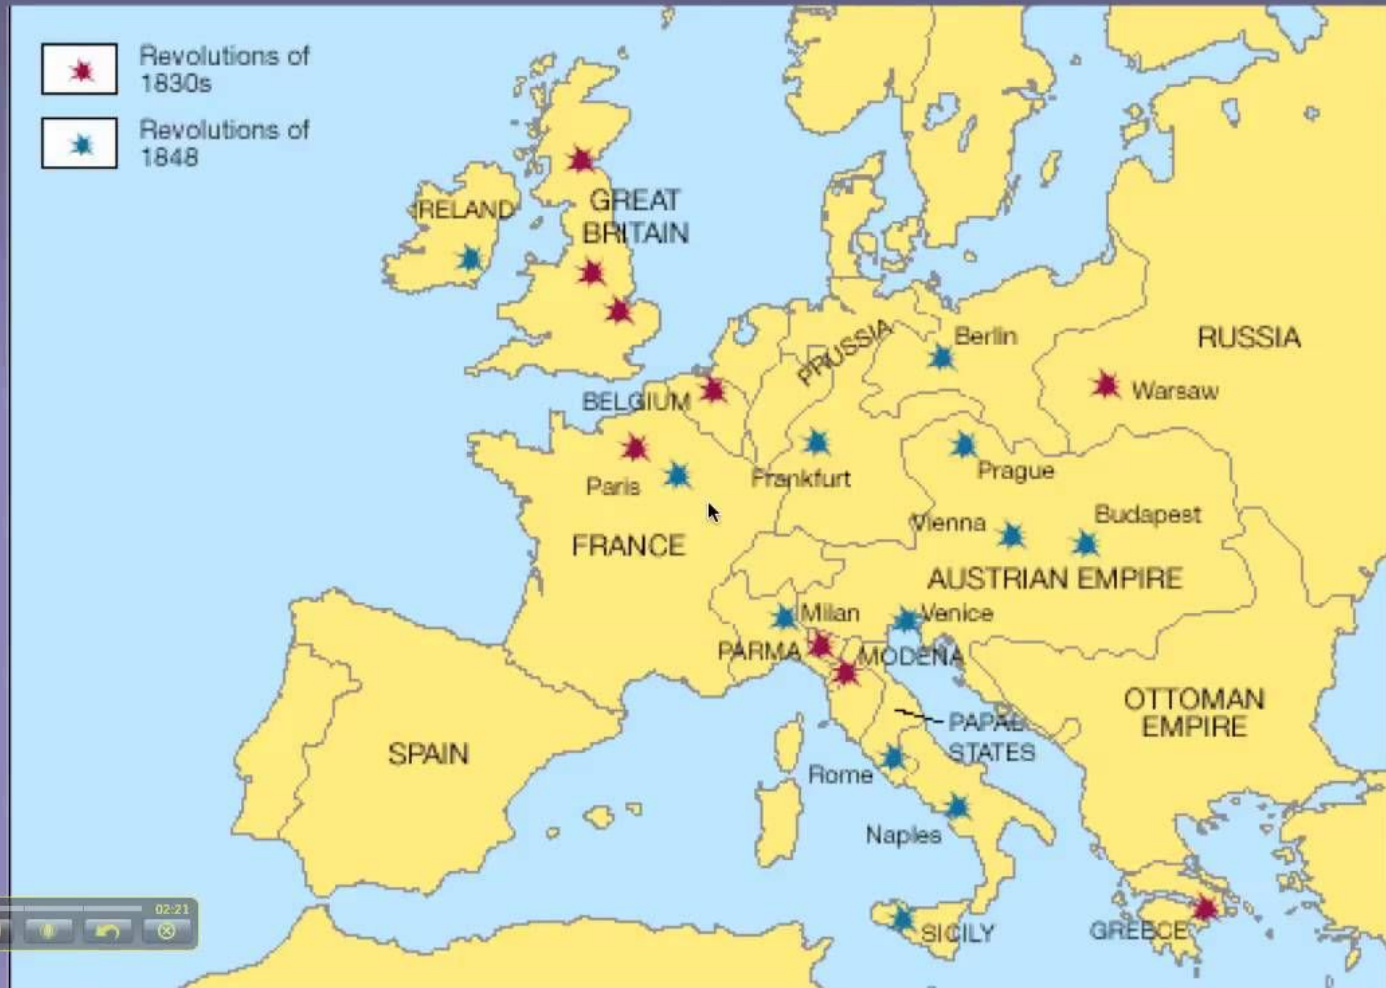 Revolutions of
1830s
Revolutions of
1848
IRELAND
GREAT
BRITAIN
PRUSSIA
Berlin
RUSSIA
Warsaw
BELGIUM
Paris
Frankfurt
Prague
Vienna
Budapest
FRANCE
AUSTRIAN EMPIRE
Milan
Venice
PARMA
MODENA
OTTOMAN
EMPIRE
PAPAL
STATES
SPAIN
Rome
Naples
SICILY
GREECE
02:21